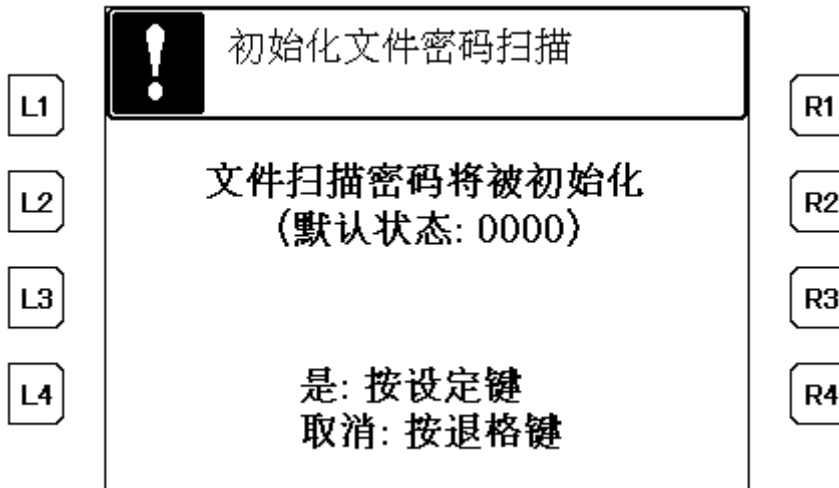 初始化文件密码扫描
L1
R1
文件扫描密码将被初始化
L2
R2
(默认状态: 0000)
L3
R3
是: 按设定键
L4
R4
取消: 按退格键